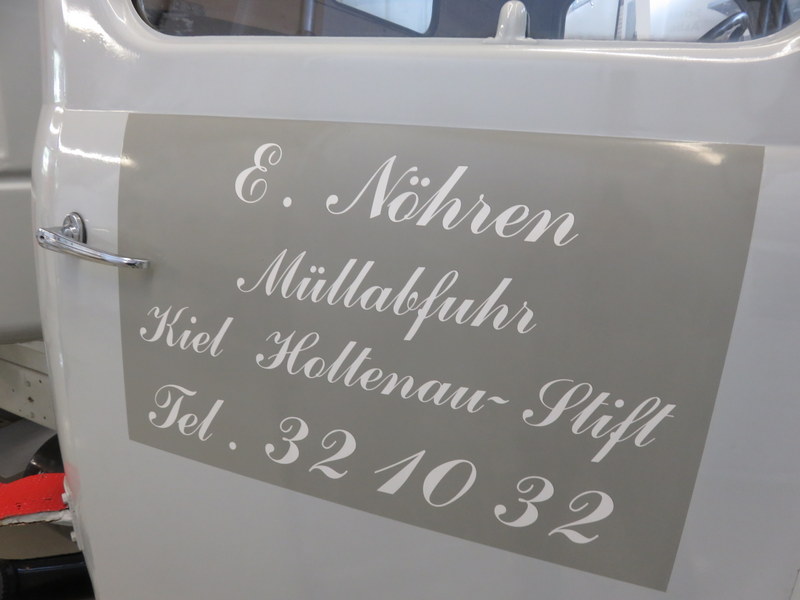 E. Nöhren
Müllabfuhr
Kiel Holtenau-Stift
Tel. 32 10 32